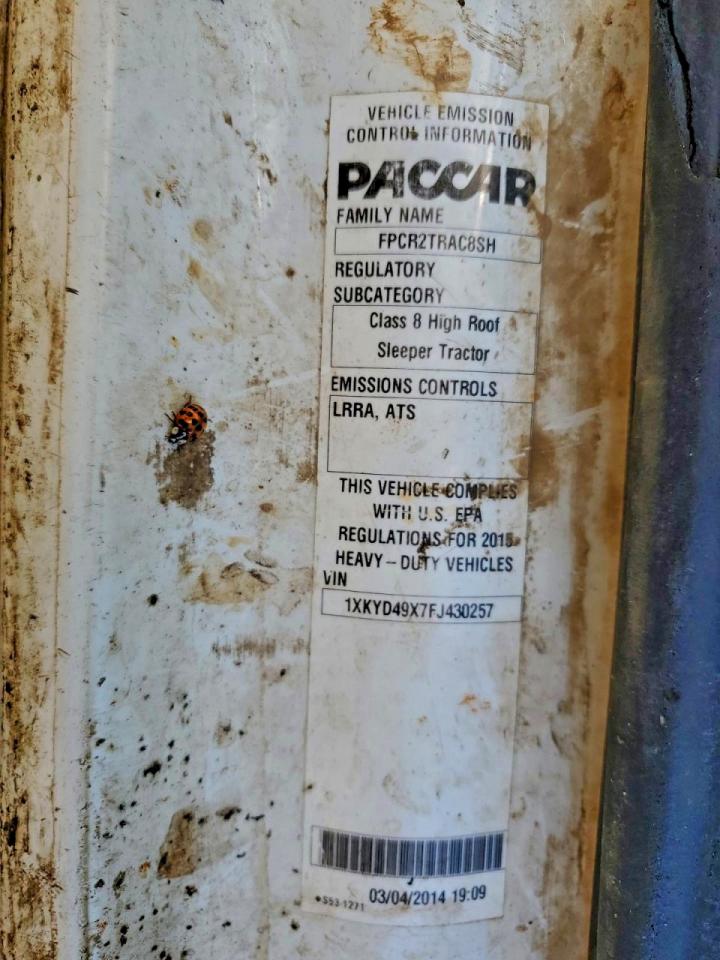 VEHICLE EMISSION
CONTROL INFORMATION
PACCAR
FAMILY NAME
FPCR2TRAC8SH
REGULATORY
SUBCATEGORY
Class 8 High Roof
Sleeper Tractor
EMISSIONS CONTROLS
LRRA, ATS
THIS VEHICLE COMPLIES
WITH U.S. EPA
REGULATIONS FOR 2015
HEAVY-DUTY VEHICLES
VIN
1XKYD49X7FJ430257
03/04/2014 19:09
S53-1271